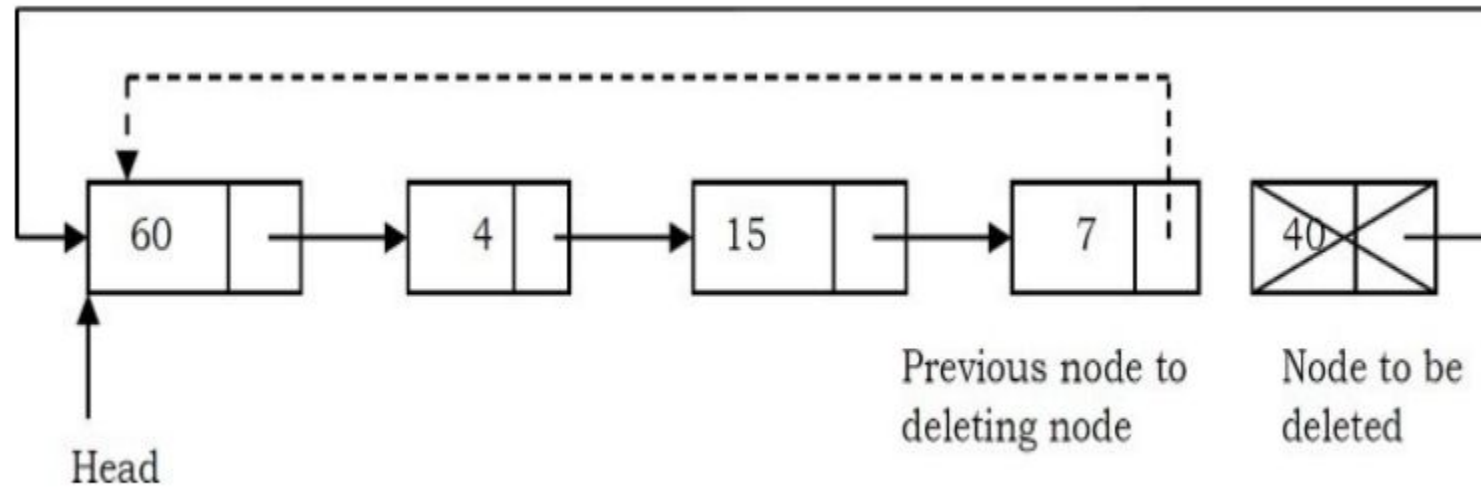 60 4 15 7 40
Previous node to
deleting node
Node to be
deleted
Head